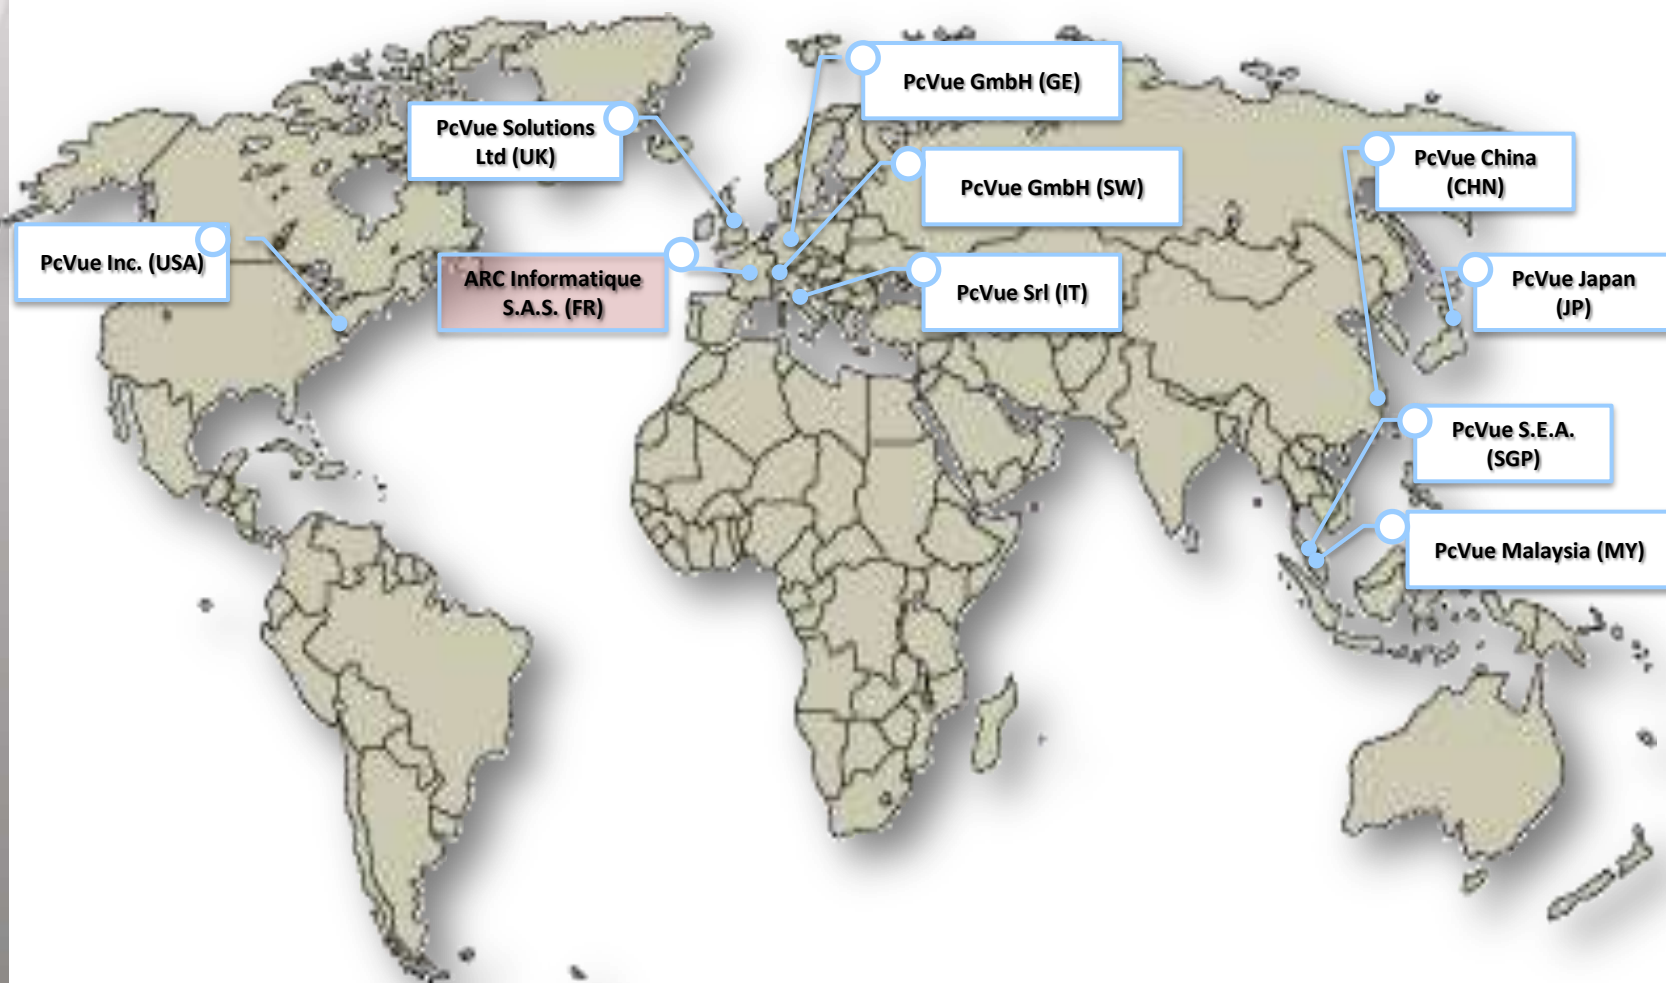 PcVue GmbH (GE)
PcVue Solutions
Ltd (UK)
PcVue GmbH (SW)
PcVue China
(CHN)
PcVue Inc. (USA)
ARC Informatique
S.A.S. (FR)
PcVue Srl (IT)
PcVue Japan
(JP)
PcVue S.E.A.
(SGP)
PcVue Malaysia (MY)